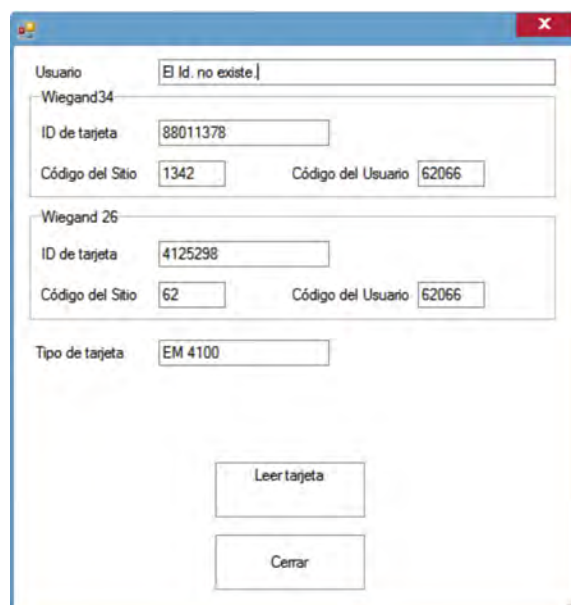 x
Usuario El Id. no existe.
Wiegand34
ID de tarjeta 88011378
Código del Sitio 1342 Código del Usuario 62066
Wiegand 26
ID de tarjeta 4125298
Código del Sitio 62 Código del Usuario 62066
Tipo de tarjeta EM 4100
Leer tarjeta
Cerrar